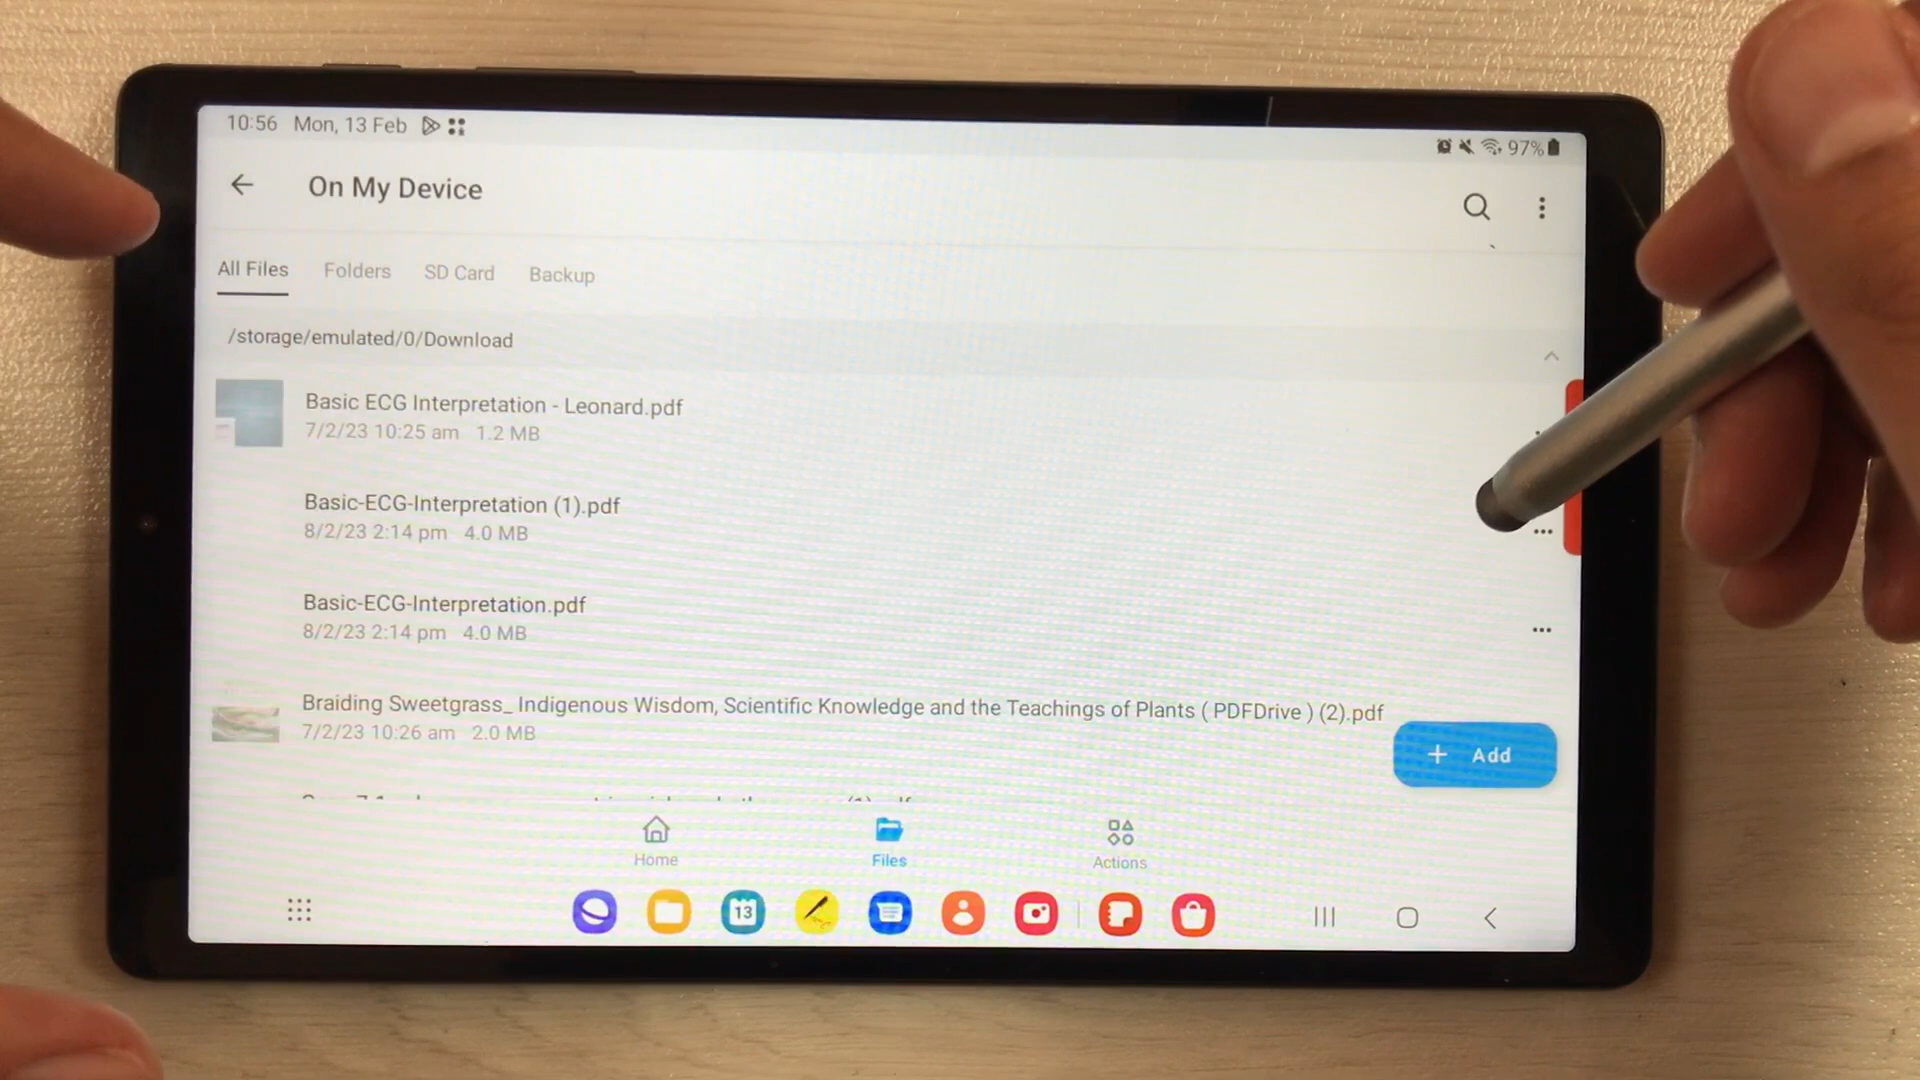 10:56 Mon, 13 Feb
97%
On My Device
All Files Folders SD Card Backup
/storage/emulated/0/Download
Basic ECG Interpretation - Leonard.pdf
7/2/23 10:25 am 1.2 MB
Basic-ECG-Interpretation (1).pdf
8/2/23 2:14 pm 4.0 MB
Basic-ECG-Interpretation.pdf
8/2/23 2:14 pm 4.0 MB
Braiding Sweetgrass_ Indigenous Wisdom, Scientific Knowledge and the Teachings of Plants ( PDFDrive ) (2).pdf
7/2/23 10:26 am 2.0 MB
+ Add
Home Files Actions
13